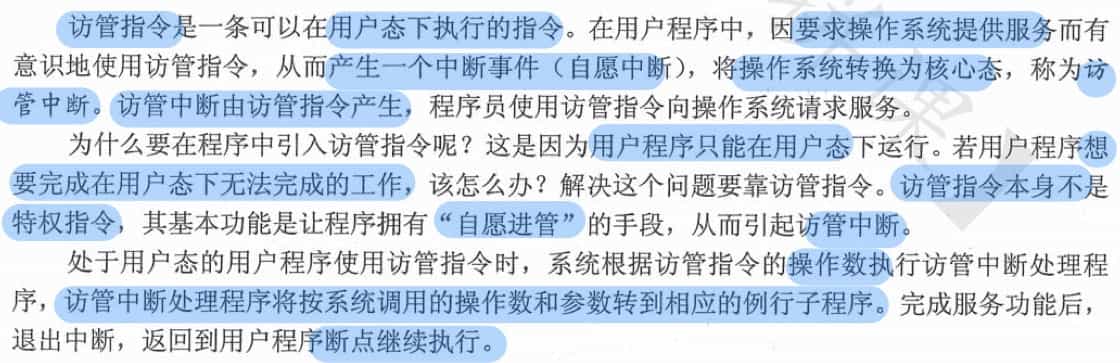 访管指令是一条可以在用户态下执行的指令。在用户程序中，因要求操作系统提供服务而有
意识地使用访管指令，从而产生一个中断事件（自愿中断），将操作系统转换为核心态，称为访
管中断。访管中断由访管指令产生，程序员使用访管指令向操作系统请求服务。
为什么要在程序中引入访管指令呢？这是因为用户程序只能在用户态下运行。若用户程序想
要完成在用户态下无法完成的工作，该怎么办？解决这个问题要靠访管指令。访管指令本身不是
特权指令，其基本功能是让程序拥有“自愿进管”的手段，从而引起访管中断。
处于用户态的用户程序使用访管指令时，系统根据访管指令的操作数执行访管中断处理程
序，访管中断处理程序将按系统调用的操作数和参数转到相应的例行子程序。完成服务功能后，
退出中断，返回到用户程序断点继续执行。